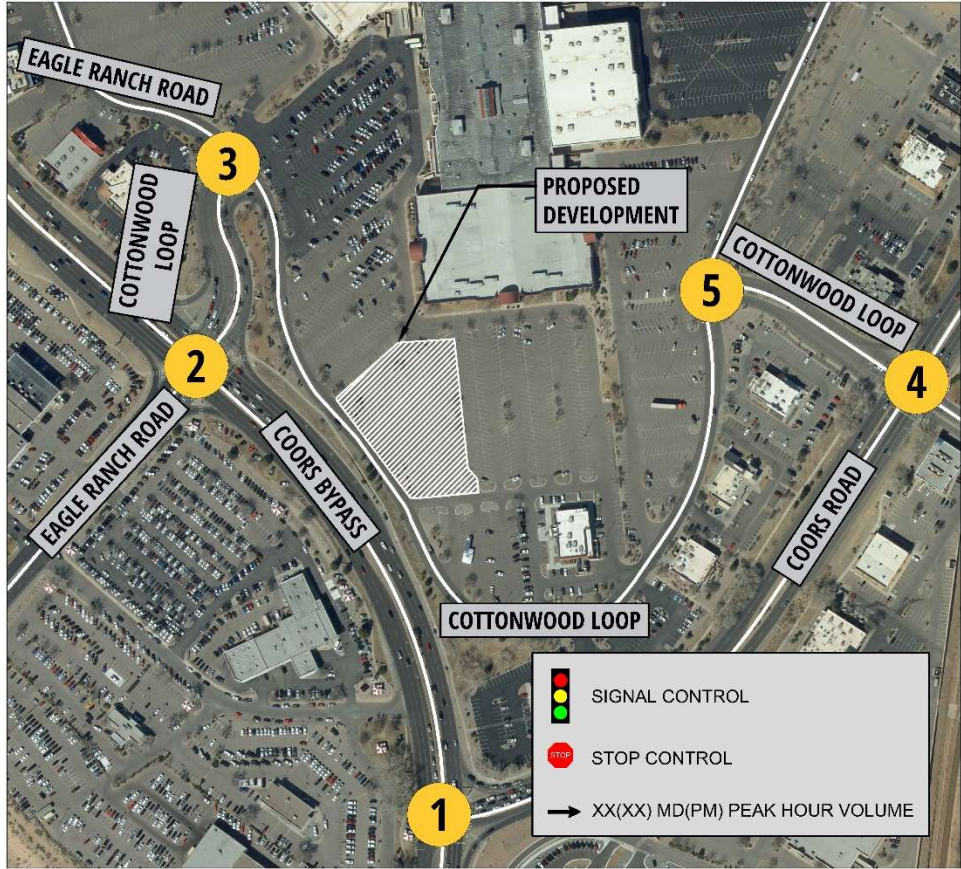 EAGLE RANCH ROAD
3
COTTONWOOD
LOOP
PROPOSED
DEVELOPMENT
5
COTTONWOOD LOOP
2
4
EAGLE RANCH ROAD
COORS BYPASS
COORS ROAD
COTTONWOOD LOOP
SIGNAL CONTROL
STOP
STOP CONTROL
XX(XX) MD(PM) PEAK HOUR VOLUME
1